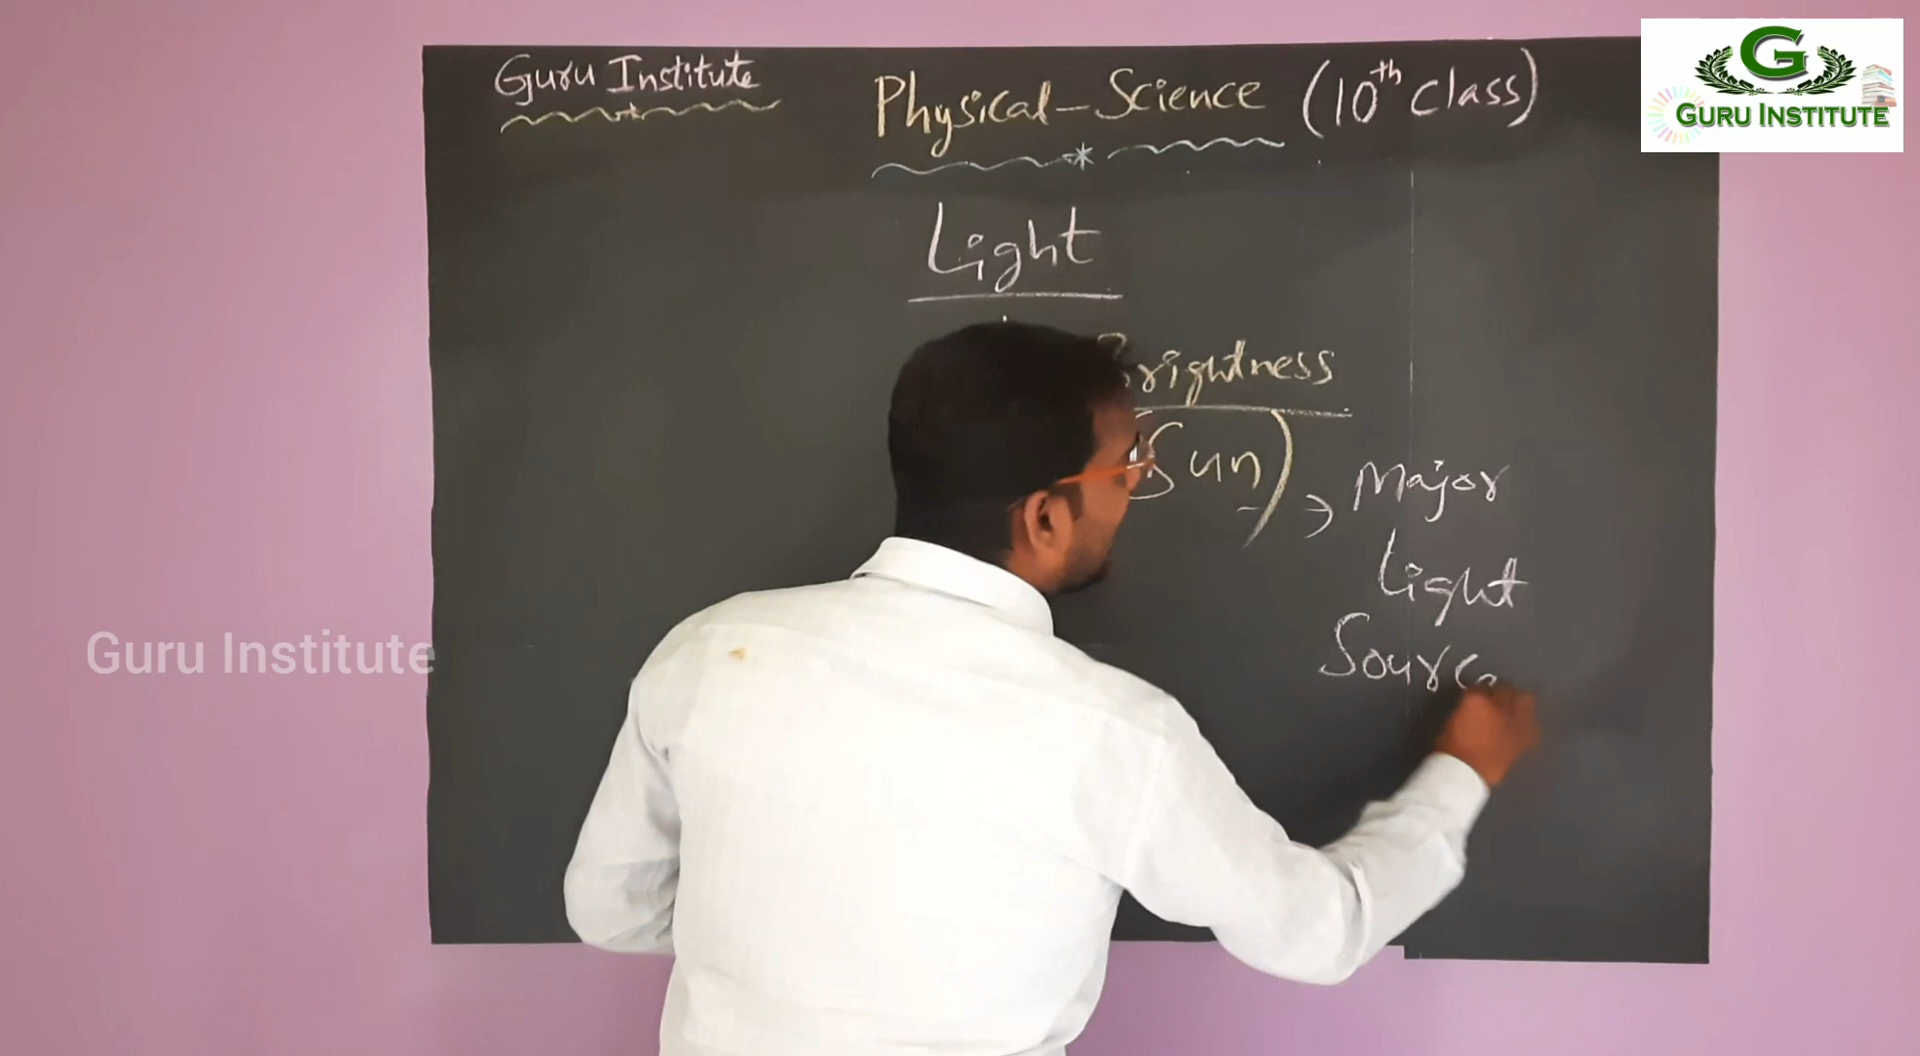 Guru Institute
Physical-Science (10th class)
G
GURU INSTITUTE
Light
Brightness
(Sun) → Major
Light
Source
Guru Institute